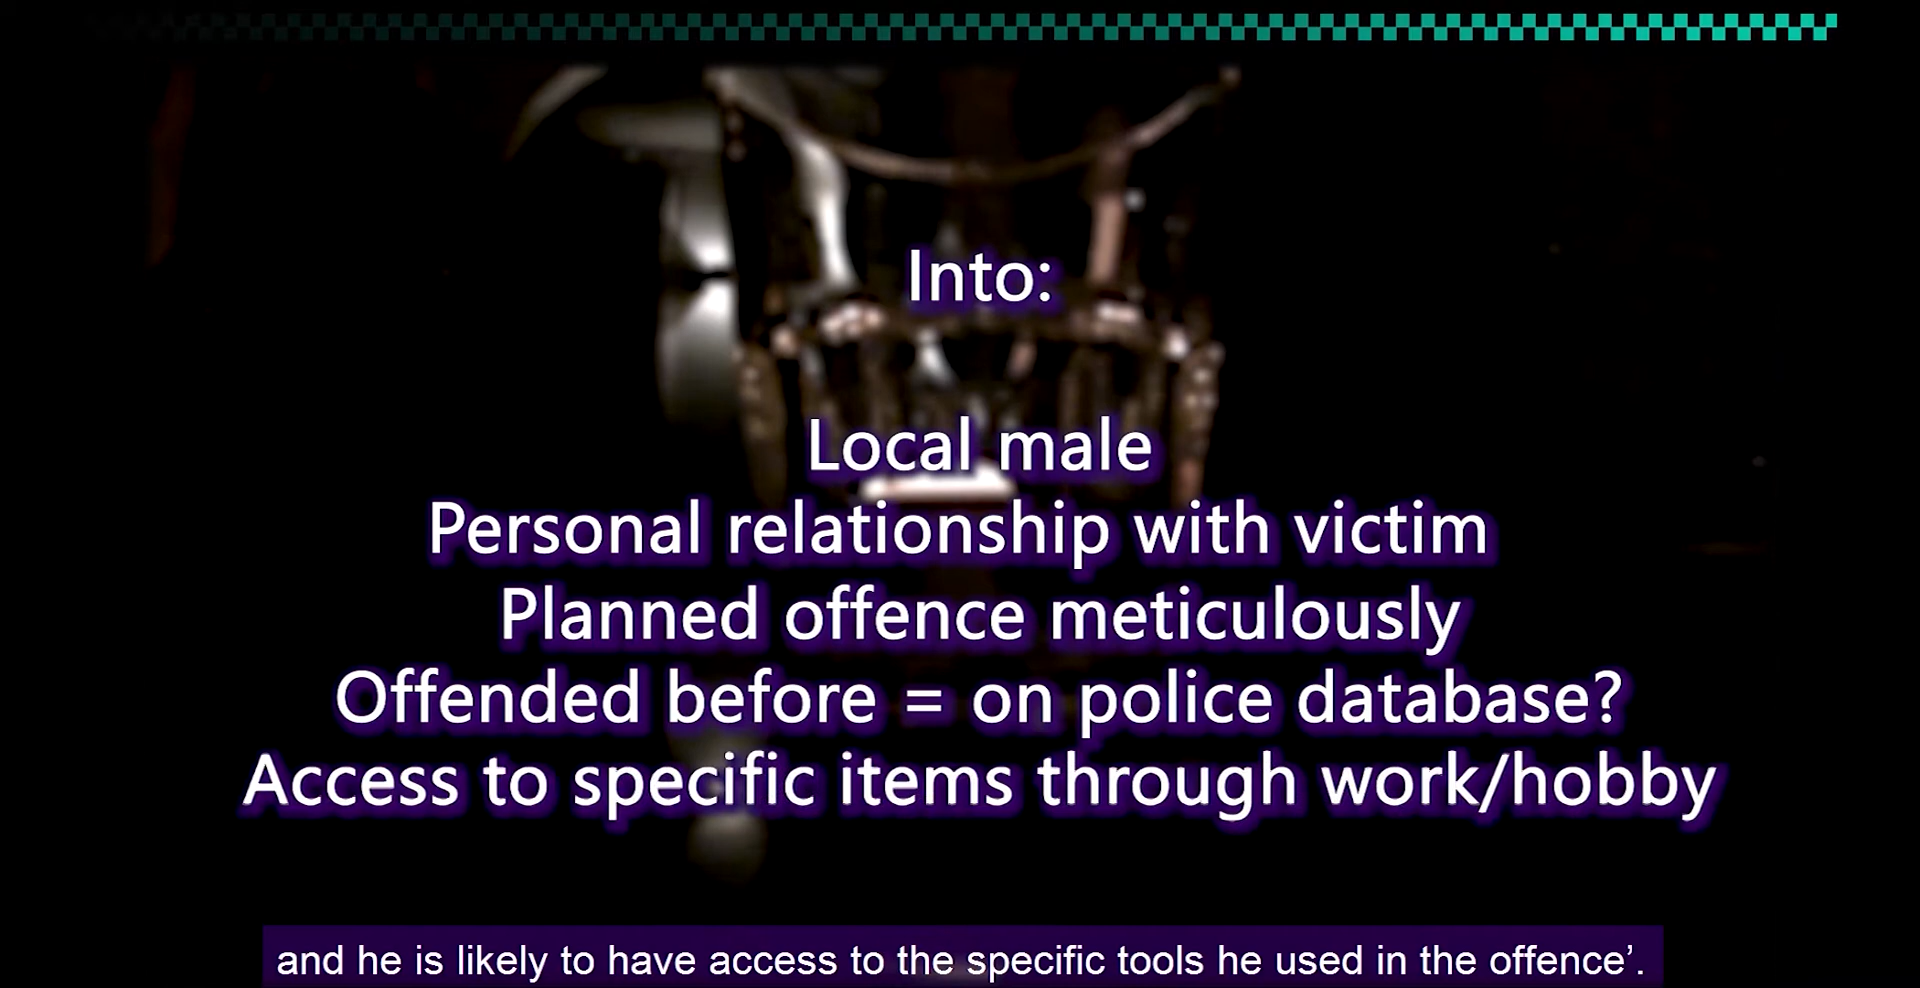 Into:
Local male
Personal relationship with victim
Planned offence meticulously
Offended before = on police database?
Access to specific items through work/hobby
and he is likely to have access to the specific tools he used in the offence’.